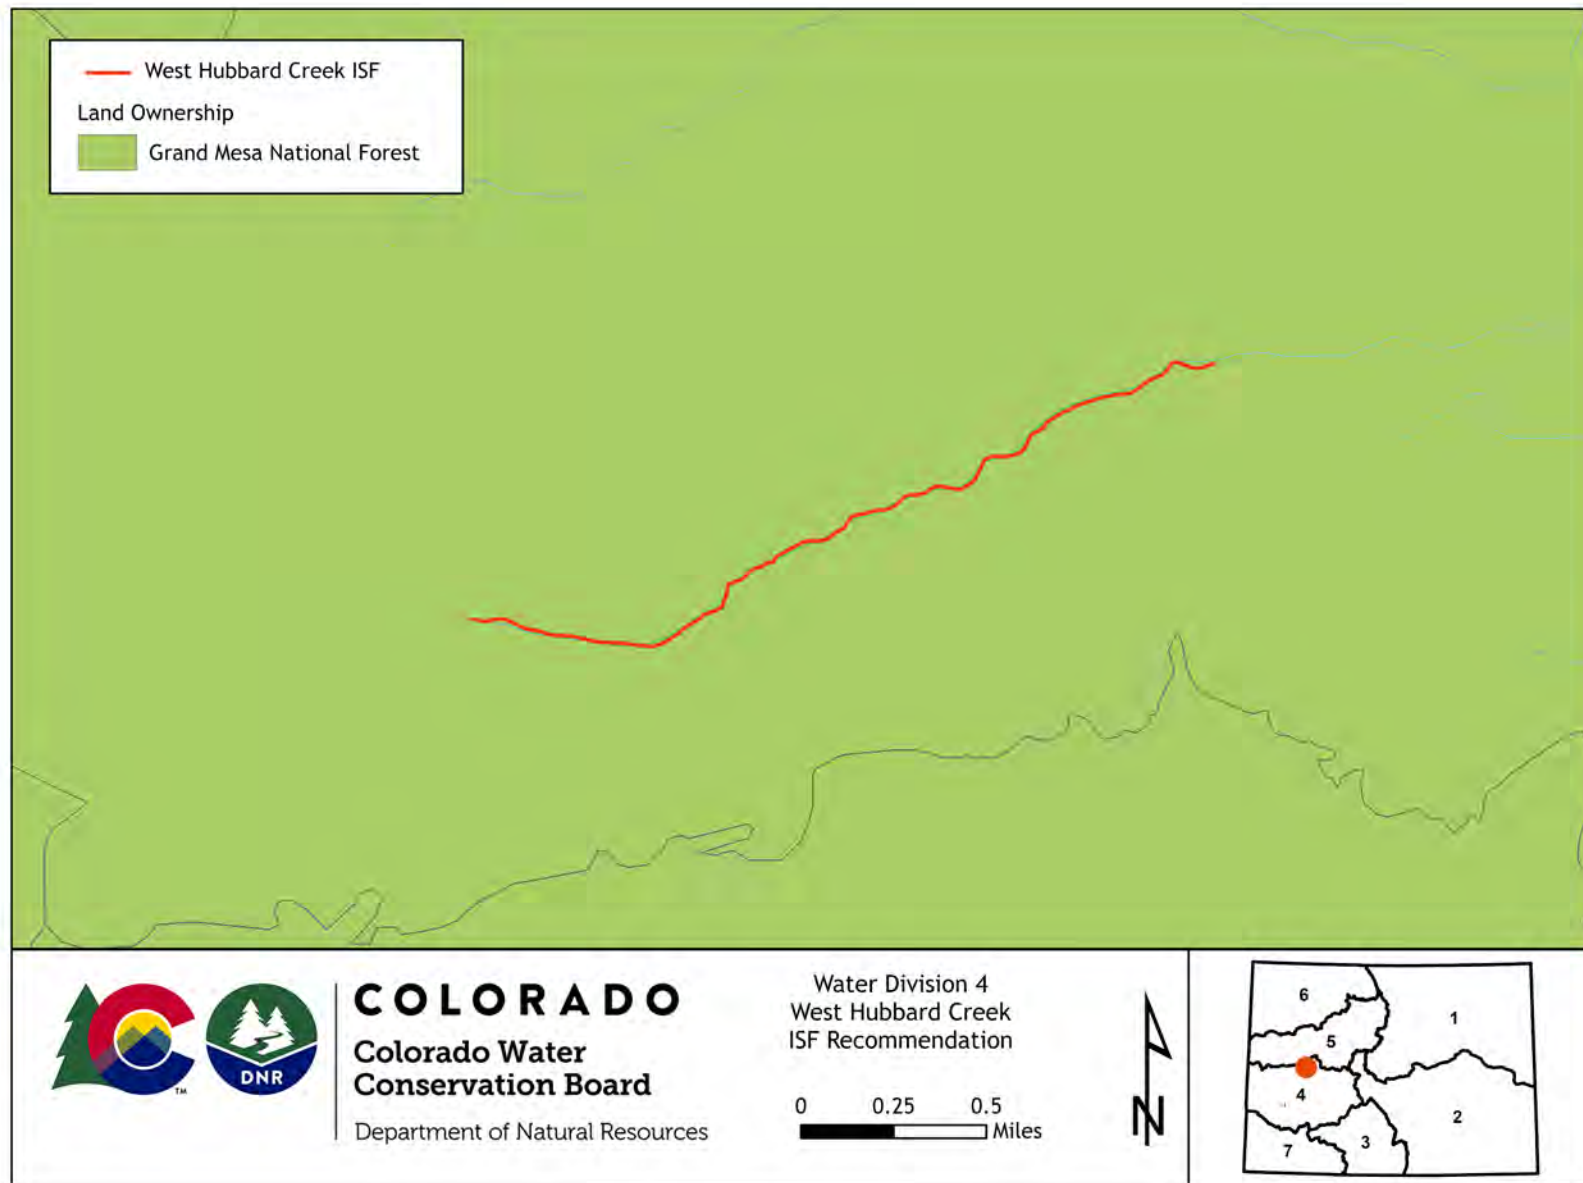 West Hubbard Creek ISF
Land Ownership
Grand Mesa National Forest
COLORADO
Colorado Water
Conservation Board
Department of Natural Resources
DNR
TM
Water Division 4
West Hubbard Creek
ISF Recommendation
0 0.25 0.5
Miles
N
6
1
5
4
2
3
7